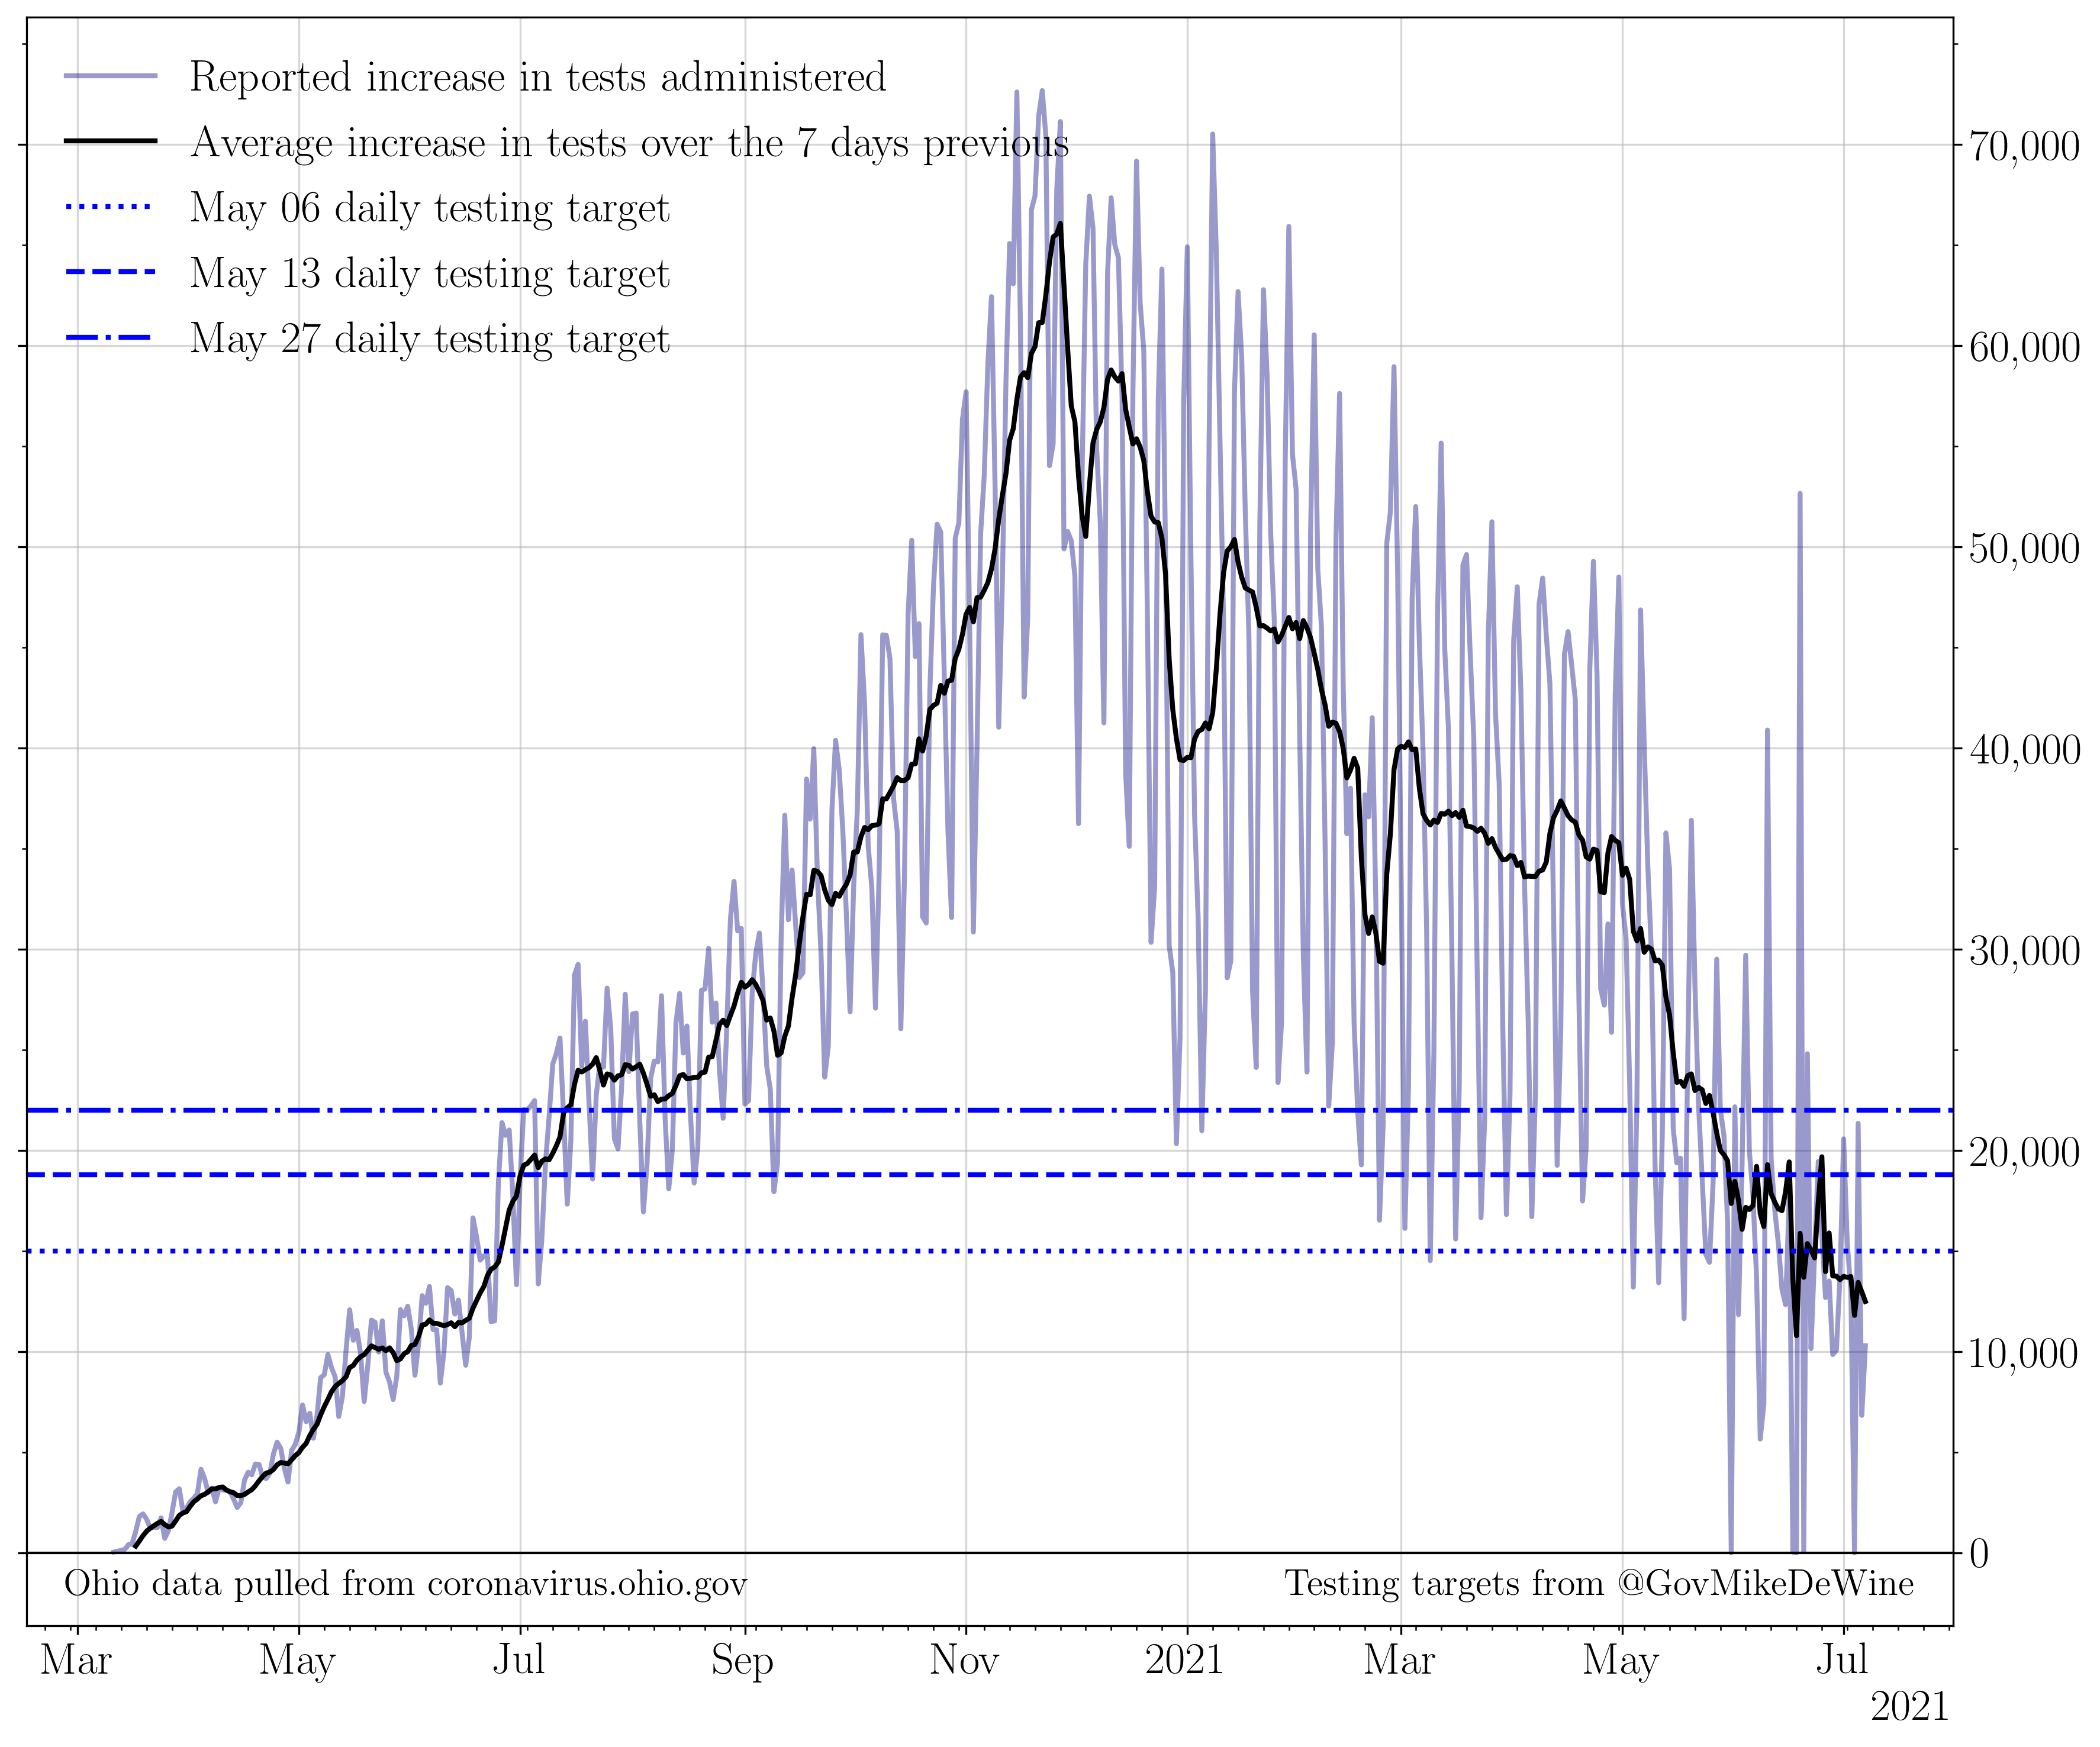 Reported increase in tests administered
Average increase in tests over the 7 days previous
May 06 daily testing target
May 13 daily testing target
May 27 daily testing target
70,000
60,000
50,000
40,000
30,000
20,000
10,000
0
Ohio data pulled from coronavirus.ohio.gov
Testing targets from @GovMikeDeWine
Mar May Jul Sep Nov 2021 Mar May Jul
2021